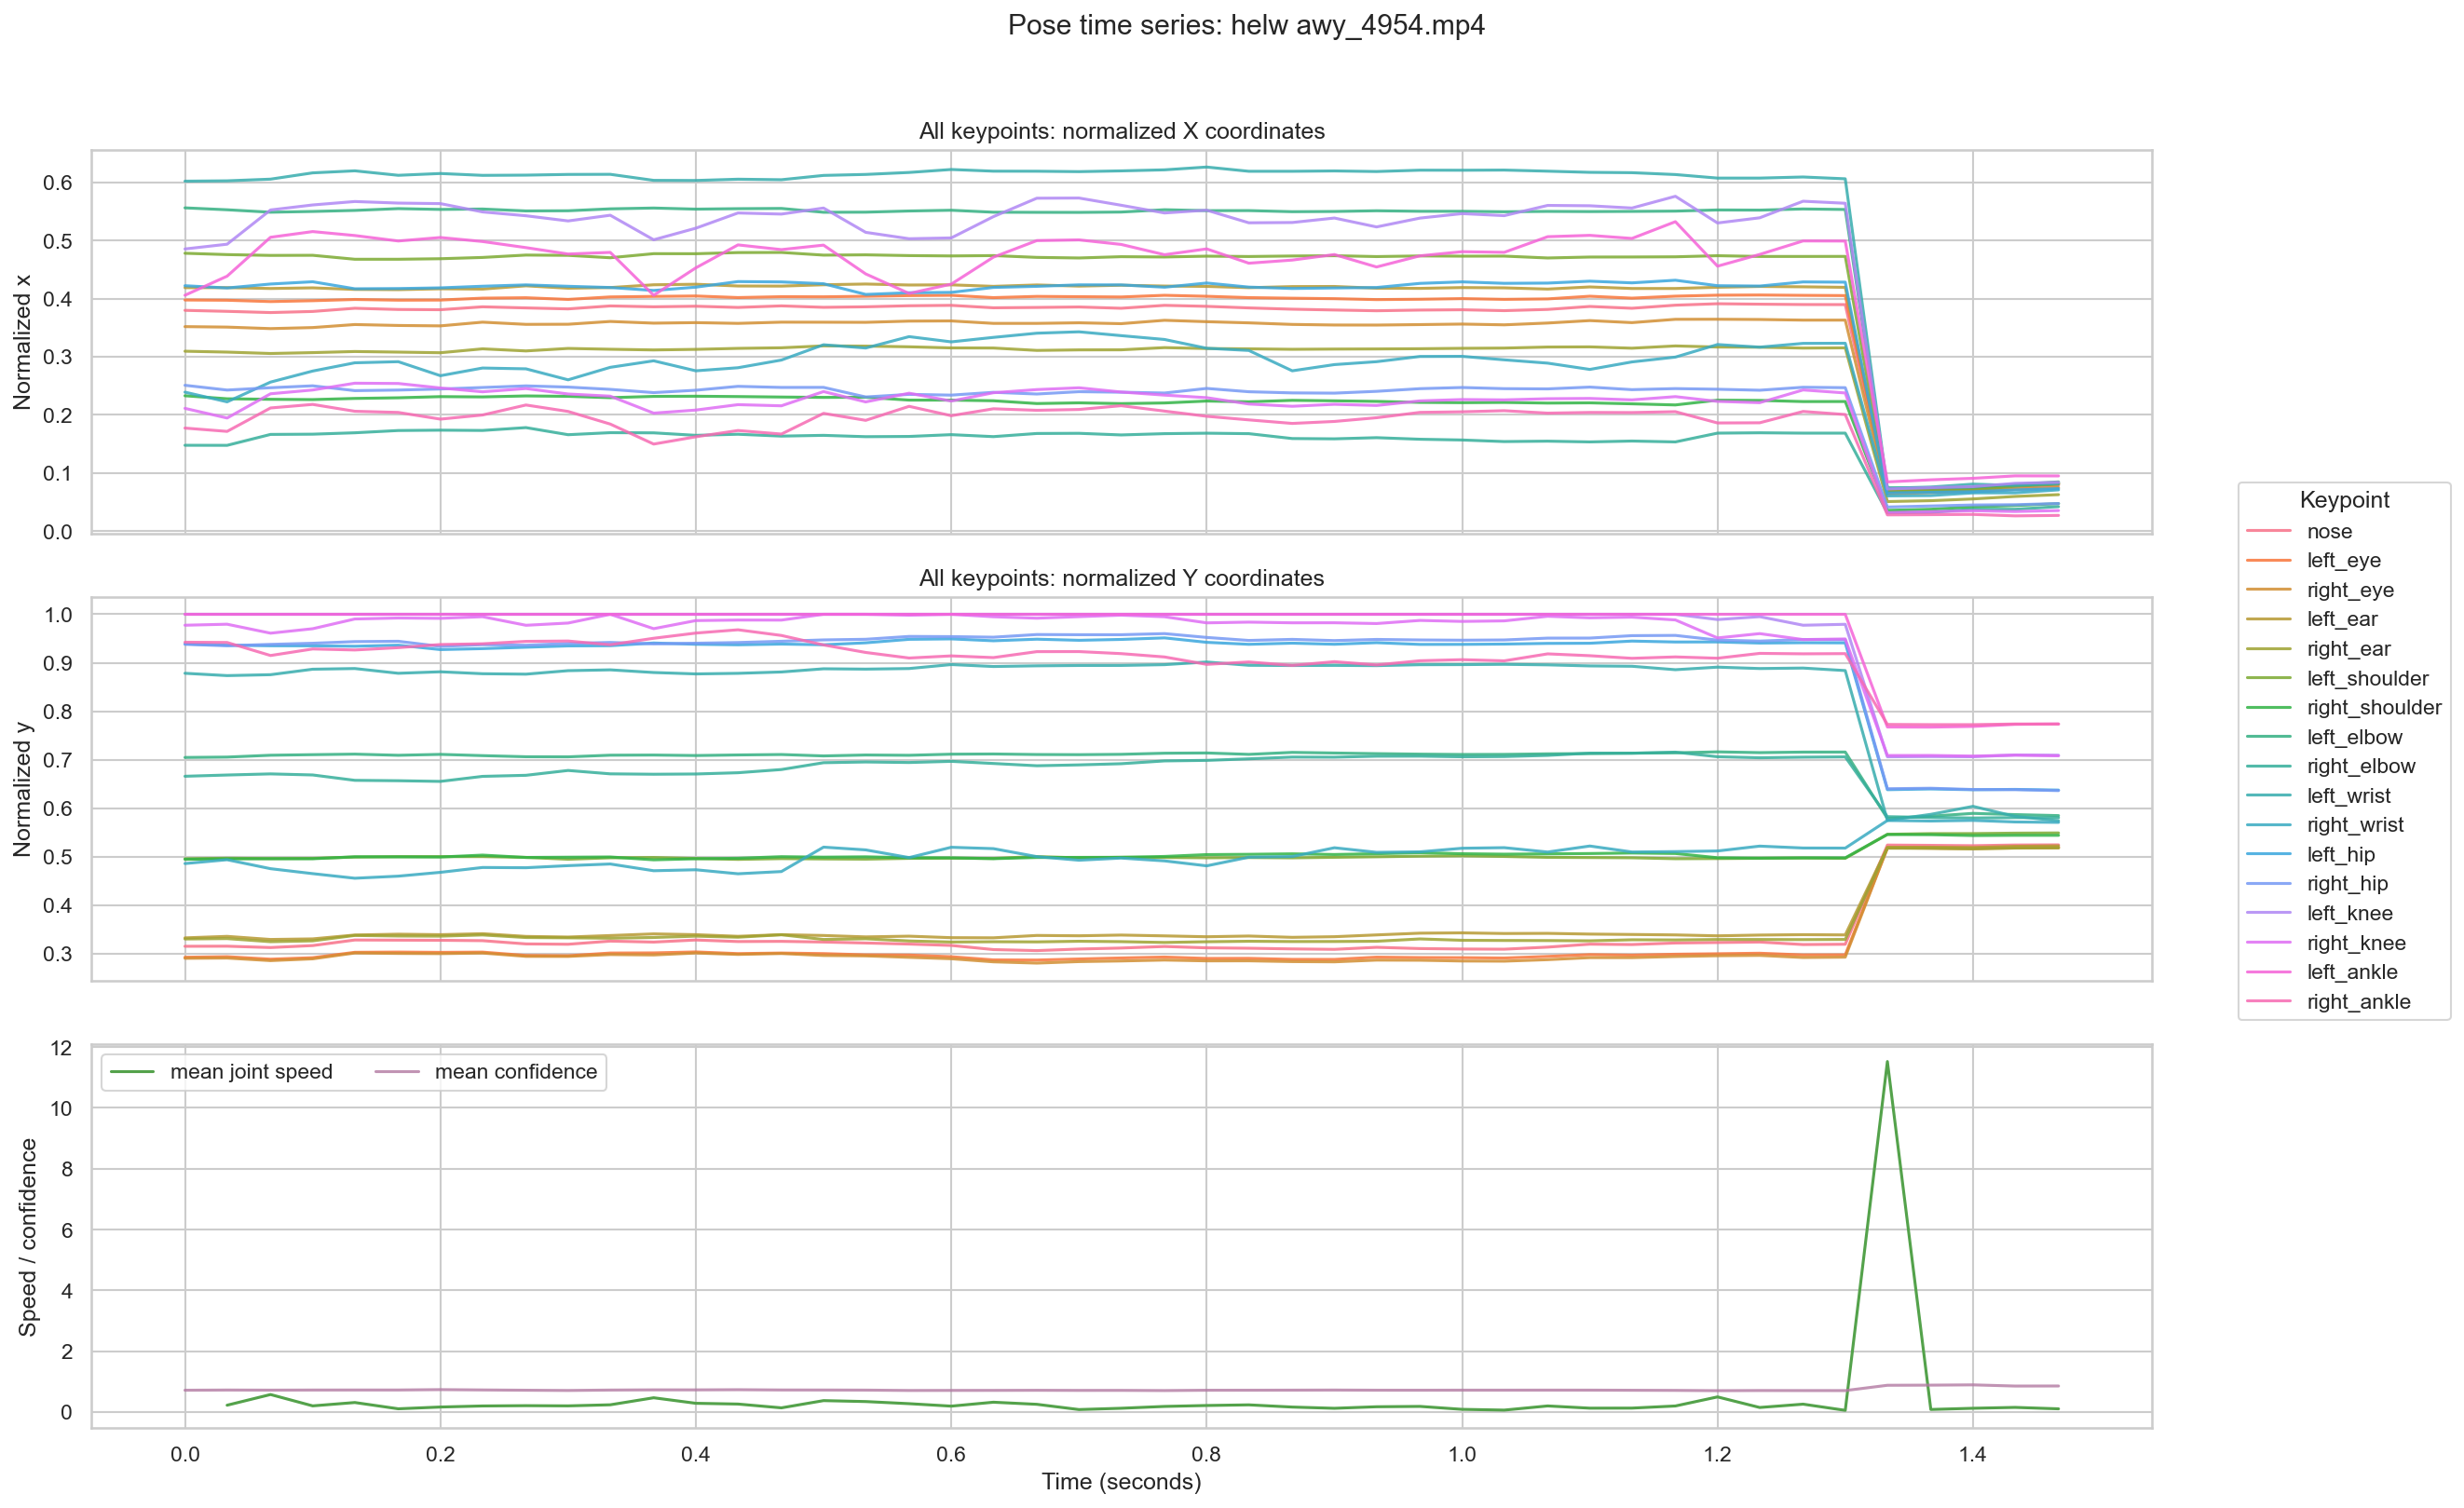 Pose time series: helw awy_4954.mp4
All keypoints: normalized X coordinates
Normalized x
0.6
0.5
0.4
0.3
0.2
0.1
0.0
All keypoints: normalized Y coordinates
Normalized y
1.0
0.9
0.8
0.7
0.6
0.5
0.4
0.3
Keypoint
nose
left_eye
right_eye
left_ear
right_ear
left_shoulder
right_shoulder
left_elbow
right_elbow
left_wrist
right_wrist
left_hip
right_hip
left_knee
right_knee
left_ankle
right_ankle
Speed / confidence
12
10
8
6
4
2
0
mean joint speed
mean confidence
0.0 0.2 0.4 0.6 0.8 1.0 1.2 1.4
Time (seconds)